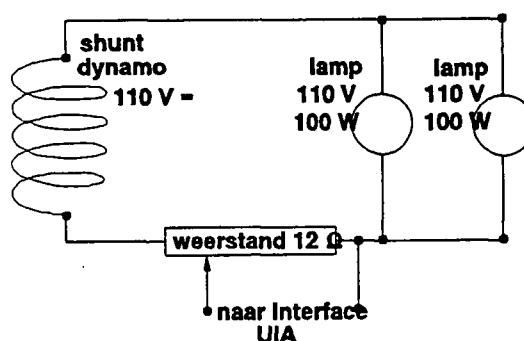 shunt
dynamo
110 V =
lamp
110 V
100 W
lamp
110 V
100 W
weerstand 12 Ω
naar Interface
UIA